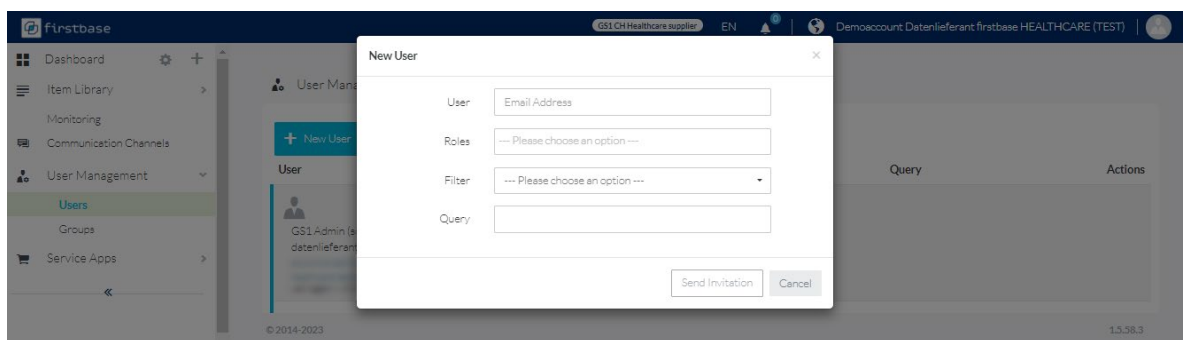 firstbase
GS1 CH Healthcare supplier EN 0 Demoaccount Datenlieferant firstbase HEALTHCARE (TEST)
Dashboard
Item Library
Monitoring
Communication Channels
User Management
Users
Groups
Service Apps
User Mana
+ New User
User Query Actions
GS1 Admin (s
datenlieferant
© 2014-2023 1.5.58.3
New User ×
User Email Address
Roles --- Please choose an option ---
Filter --- Please choose an option ---
Query
Send Invitation Cancel